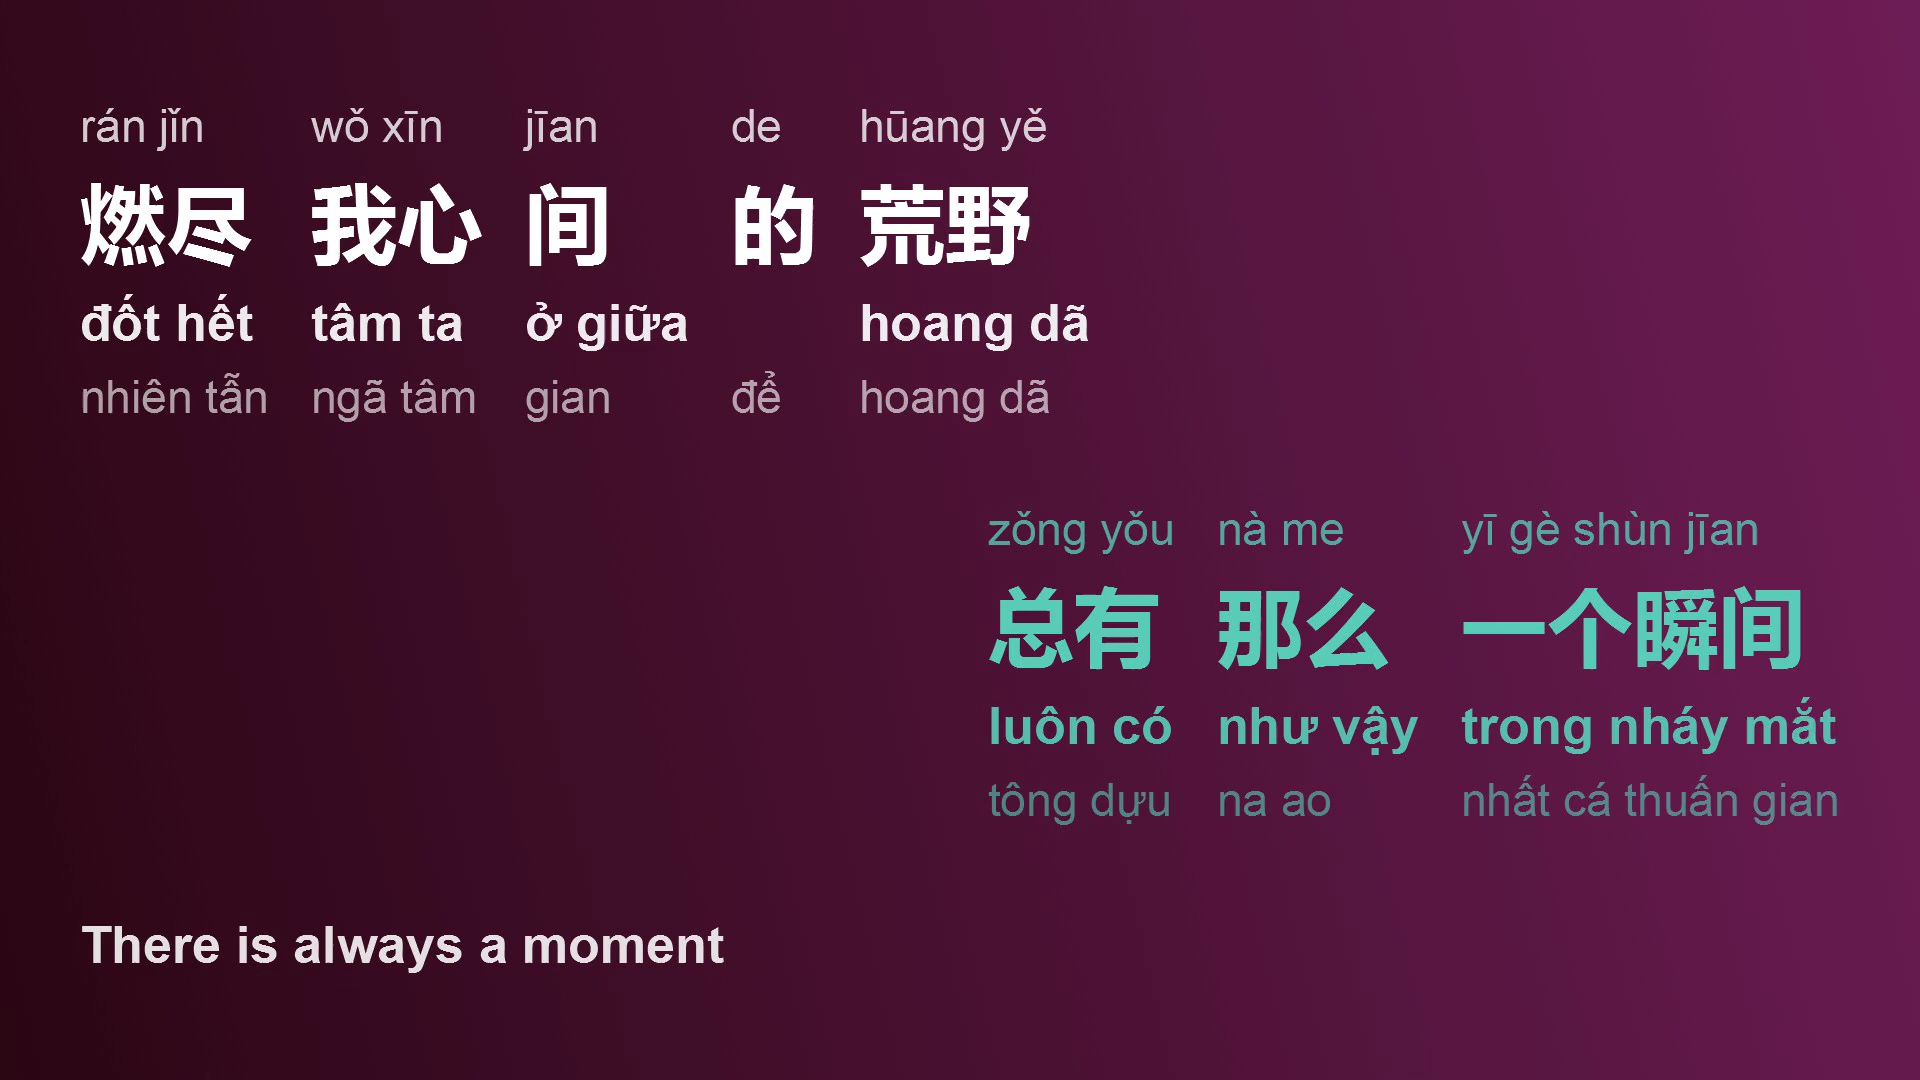 rán jǐn wǒ xīn jīan de hūang yě
燃尽 我心 间 的 荒野
đốt hết tâm ta ở giữa hoang dã
nhiên tẫn ngã tâm gian để hoang dã
zǒng yǒu nà me yī gè shùn jīan
总有 那么 一个瞬间
luôn có như vậy trong nháy mắt
tông dựu na ao nhất cá thuấn gian
There is always a moment